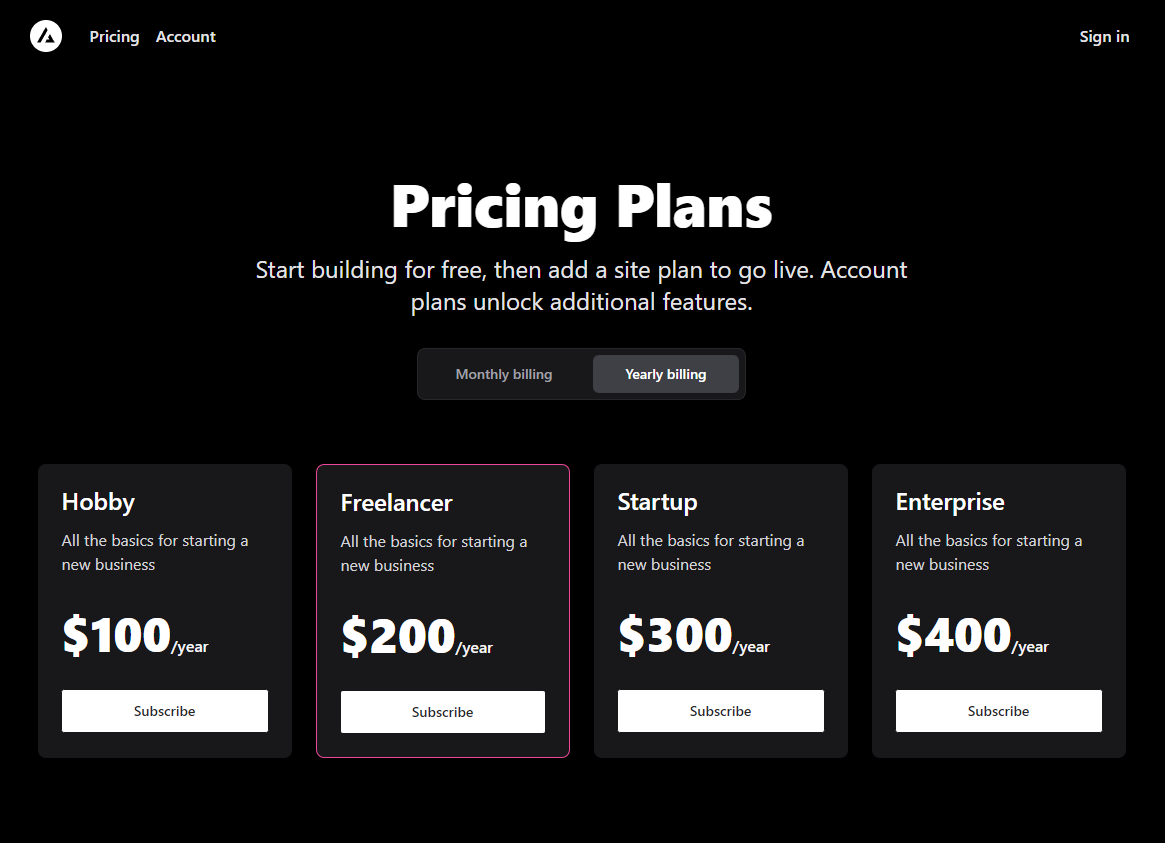 Pricing Account Sign in
Pricing Plans
Start building for free, then add a site plan to go live. Account
plans unlock additional features.
Monthly billing Yearly billing
Hobby
All the basics for starting a
new business
$100/year
Subscribe
Freelancer
All the basics for starting a
new business
$200/year
Subscribe
Startup
All the basics for starting a
new business
$300/year
Subscribe
Enterprise
All the basics for starting a
new business
$400/year
Subscribe